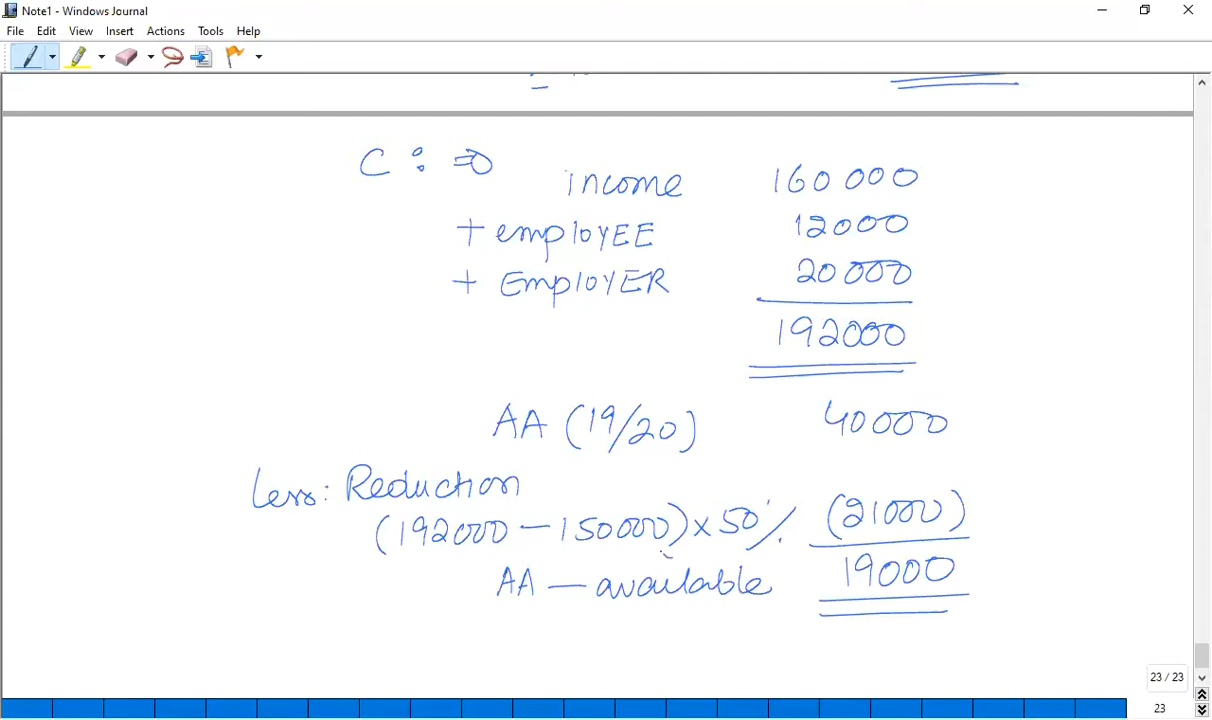 Note1 - Windows Journal
File Edit View Insert Actions Tools Help
C : ⇒ income 160 000
+ employEE 12000
+ EmployER 20000
192000
AA (19/20) 40000
Less: Reduction
(192000 — 150000) x 50% (21000)
AA — available 19000
23 / 23
23